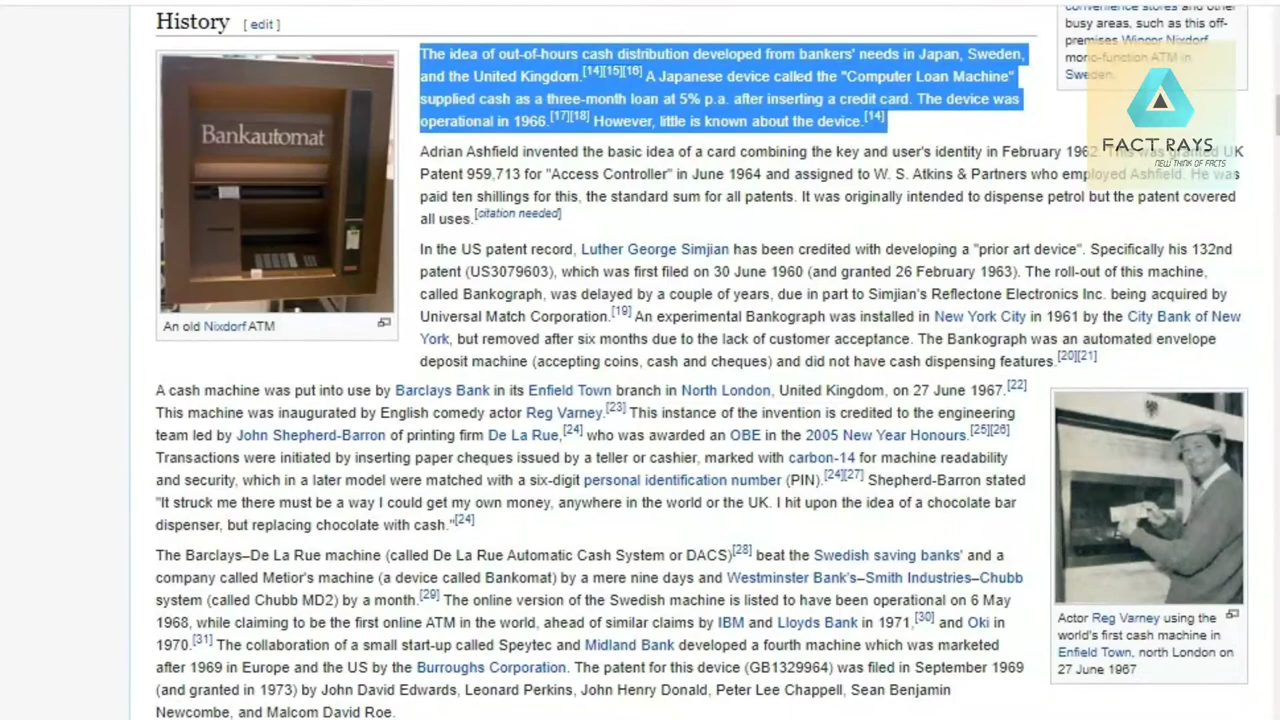 History [ edit ]
convenience stores and other
busy areas, such as this off-
premises Wincor Nixdorf
mono-function ATM in
Sweden.
FACT RAYS
NEW THINK OF FACTS
Bankautomat
An old Nixdorf ATM
The idea of out-of-hours cash distribution developed from bankers' needs in Japan, Sweden,
and the United Kingdom.[14][15][16] A Japanese device called the "Computer Loan Machine"
supplied cash as a three-month loan at 5% p.a. after inserting a credit card. The device was
operational in 1966.[17][18] However, little is known about the device.[14]
Adrian Ashfield invented the basic idea of a card combining the key and user's identity in February 1962. This was granted UK
Patent 959,713 for "Access Controller" in June 1964 and assigned to W. S. Atkins & Partners who employed Ashfield. He was
paid ten shillings for this, the standard sum for all patents. It was originally intended to dispense petrol but the patent covered
all uses.[citation needed]
In the US patent record, Luther George Simjian has been credited with developing a "prior art device". Specifically his 132nd
patent (US3079603), which was first filed on 30 June 1960 (and granted 26 February 1963). The roll-out of this machine,
called Bankograph, was delayed by a couple of years, due in part to Simjian's Reflectone Electronics Inc. being acquired by
Universal Match Corporation.[19] An experimental Bankograph was installed in New York City in 1961 by the City Bank of New
York, but removed after six months due to the lack of customer acceptance. The Bankograph was an automated envelope
deposit machine (accepting coins, cash and cheques) and did not have cash dispensing features.[20][21]
A cash machine was put into use by Barclays Bank in its Enfield Town branch in North London, United Kingdom, on 27 June 1967.[22]
This machine was inaugurated by English comedy actor Reg Varney.[23] This instance of the invention is credited to the engineering
team led by John Shepherd-Barron of printing firm De La Rue,[24] who was awarded an OBE in the 2005 New Year Honours.[25][26]
Transactions were initiated by inserting paper cheques issued by a teller or cashier, marked with carbon-14 for machine readability
and security, which in a later model were matched with a six-digit personal identification number (PIN).[24][27] Shepherd-Barron stated
"It struck me there must be a way I could get my own money, anywhere in the world or the UK. I hit upon the idea of a chocolate bar
dispenser, but replacing chocolate with cash."[24]
The Barclays–De La Rue machine (called De La Rue Automatic Cash System or DACS)[28] beat the Swedish saving banks' and a
company called Metior's machine (a device called Bankomat) by a mere nine days and Westminster Bank's–Smith Industries–Chubb
system (called Chubb MD2) by a month.[29] The online version of the Swedish machine is listed to have been operational on 6 May
1968, while claiming to be the first online ATM in the world, ahead of similar claims by IBM and Lloyds Bank in 1971,[30] and Oki in
1970.[31] The collaboration of a small start-up called Speytec and Midland Bank developed a fourth machine which was marketed
after 1969 in Europe and the US by the Burroughs Corporation. The patent for this device (GB1329964) was filed in September 1969
(and granted in 1973) by John David Edwards, Leonard Perkins, John Henry Donald, Peter Lee Chappell, Sean Benjamin
Newcombe, and Malcom David Roe.
Actor Reg Varney using the
world's first cash machine in
Enfield Town, north London on
27 June 1967